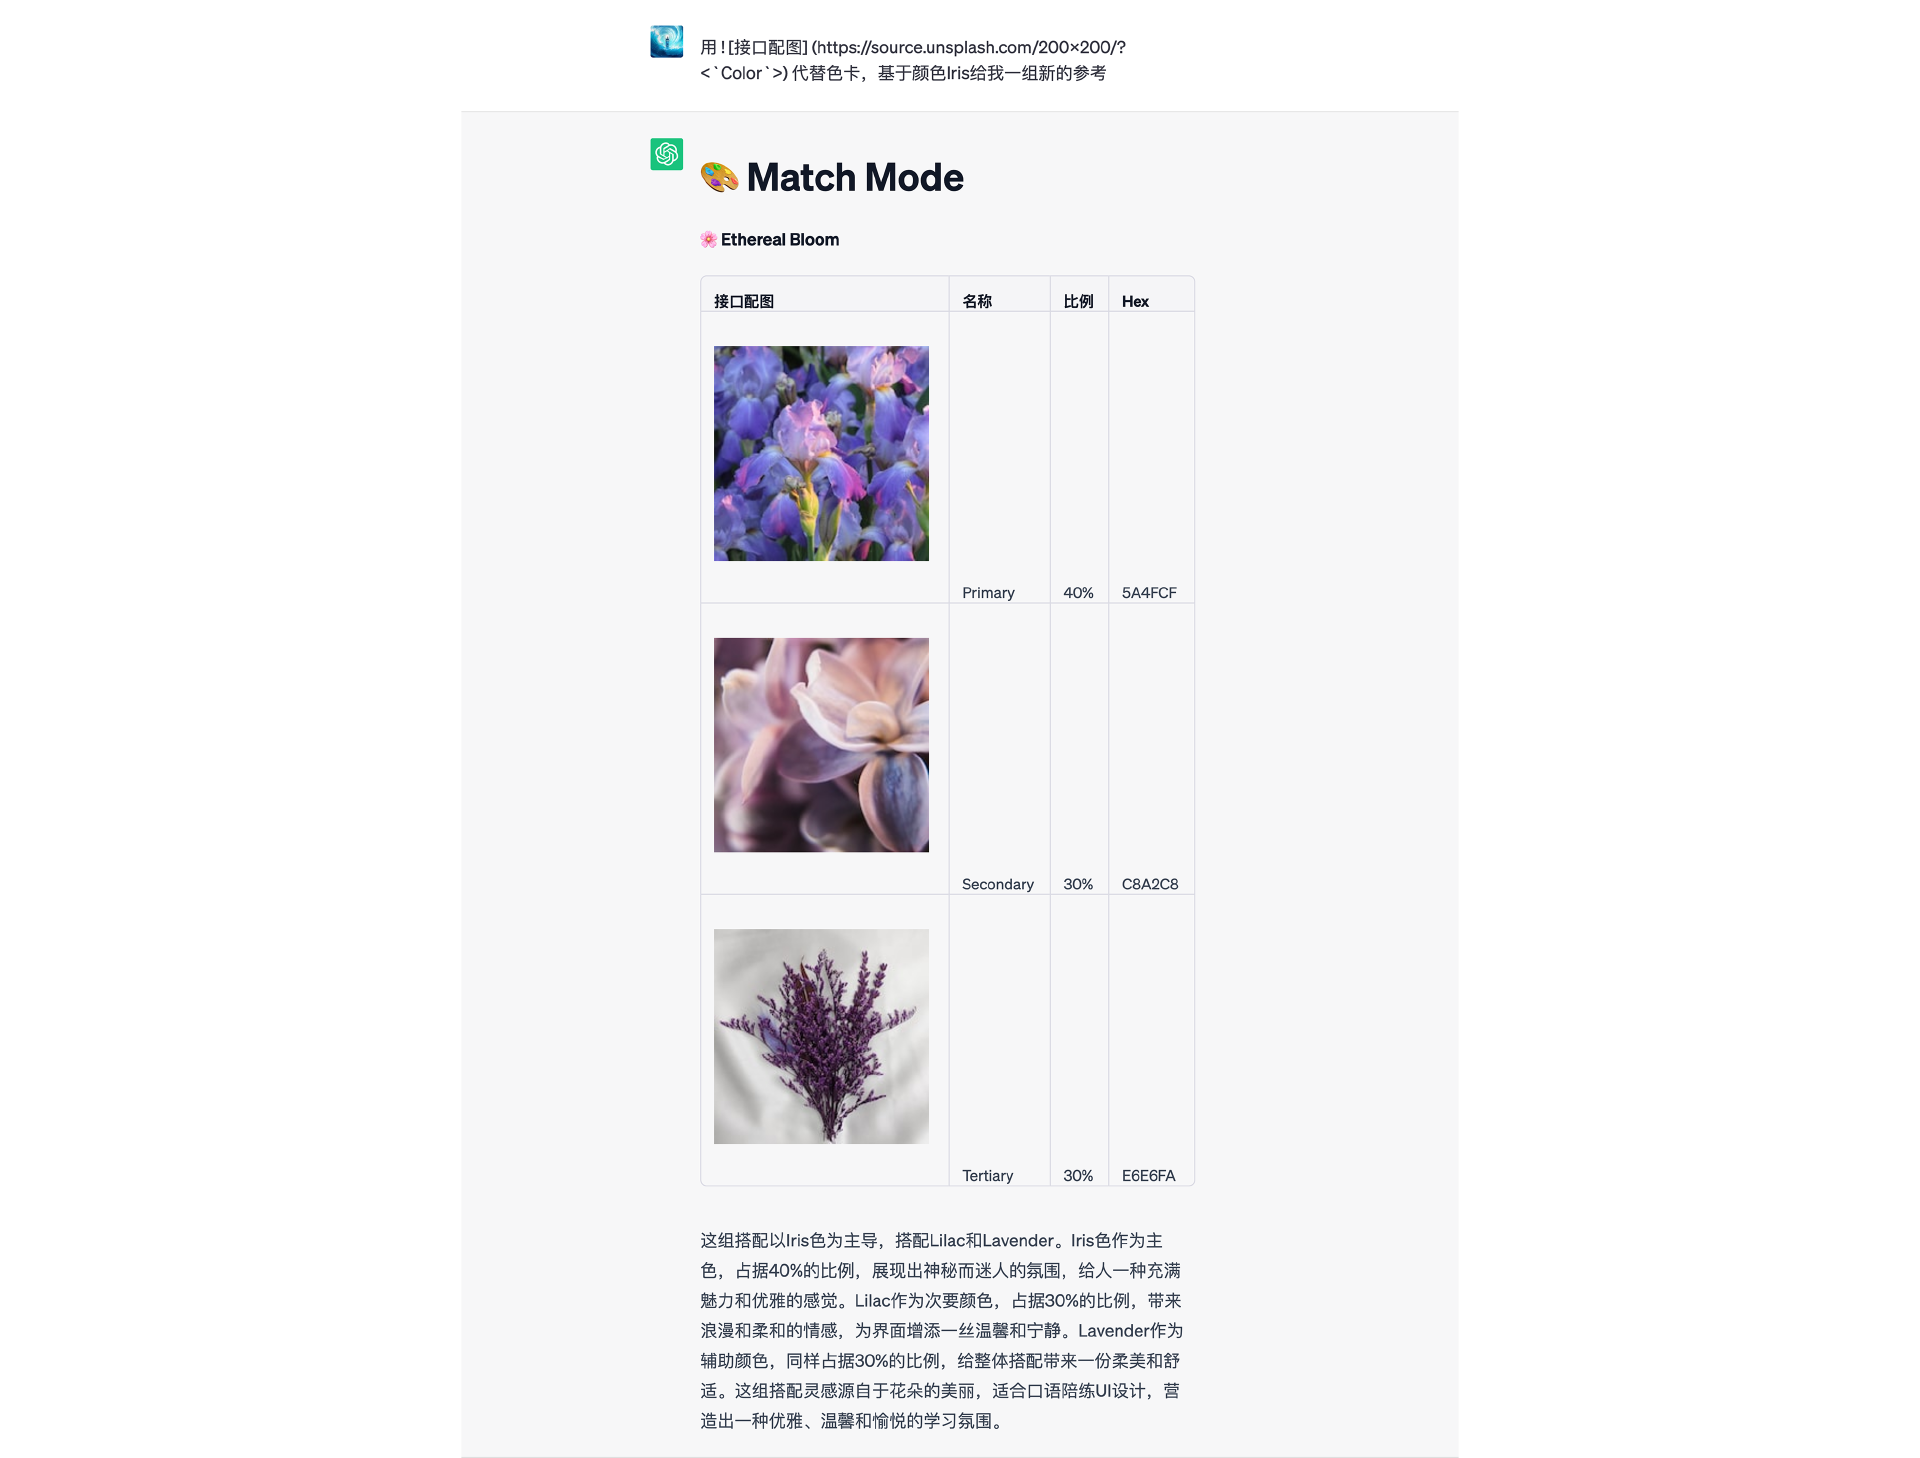 用 ! [接口配图] (https://source.unsplash.com/200×200/?
<`Color`>) 代替色卡，基于颜色Iris给我一组新的参考
Match Mode
Ethereal Bloom
接口配图 名称 比例 Hex
Primary 40% 5A4FCF
Secondary 30% C8A2C8
Tertiary 30% E6E6FA
这组搭配以Iris色为主导，搭配Lilac和Lavender。Iris色作为主
色，占据40%的比例，展现出神秘而迷人的氛围，给人一种充满
魅力和优雅的感觉。Lilac作为次要颜色，占据30%的比例，带来
浪漫和柔和的情感，为界面增添一丝温馨和宁静。Lavender作为
辅助颜色，同样占据30%的比例，给整体搭配带来一份柔美和舒
适。这组搭配灵感源自于花朵的美丽，适合口语陪练UI设计，营
造出一种优雅、温馨和愉悦的学习氛围。